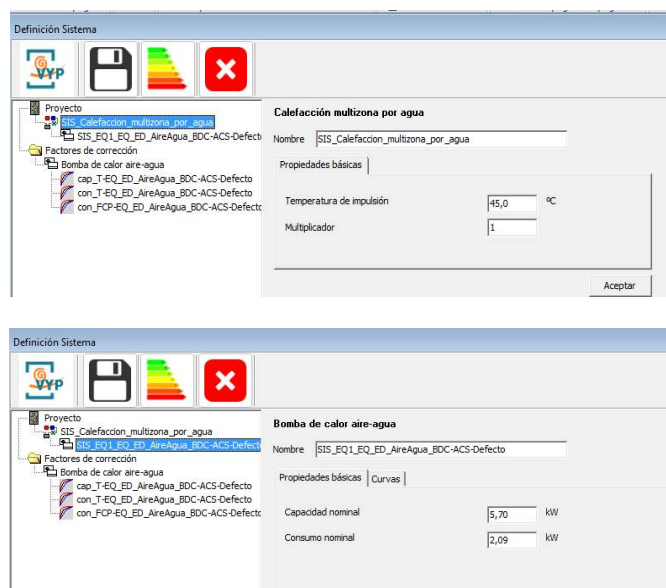 Definición Sistema
VYP
Proyecto
SIS_Calefaccion_multizona_por_agua
SIS_EQ1_EQ_ED_AireAgua_BDC-ACS-Defect
Factores de corrección
Bomba de calor aire-agua
cap_T-EQ_ED_AireAgua_BDC-ACS-Defecto
con_T-EQ_ED_AireAgua_BDC-ACS-Defecto
con_FCP-EQ_ED_AireAgua_BDC-ACS-Defecto
Calefacción multizona por agua
Nombre SIS_Calefaccion_multizona_por_agua
Propiedades básicas
Temperatura de impulsión 45,0 ºC
Multiplicador 1
Aceptar
Definición Sistema
VYP
Proyecto
SIS_Calefaccion_multizona_por_agua
SIS_EQ1_EQ_ED_AireAgua_BDC-ACS-Defect
Factores de corrección
Bomba de calor aire-agua
cap_T-EQ_ED_AireAgua_BDC-ACS-Defecto
con_T-EQ_ED_AireAgua_BDC-ACS-Defecto
con_FCP-EQ_ED_AireAgua_BDC-ACS-Defecto
Bomba de calor aire-agua
Nombre SIS_EQ1_EQ_ED_AireAgua_BDC-ACS-Defecto
Propiedades básicas Curvas
Capacidad nominal 5,70 kW
Consumo nominal 2,09 kW